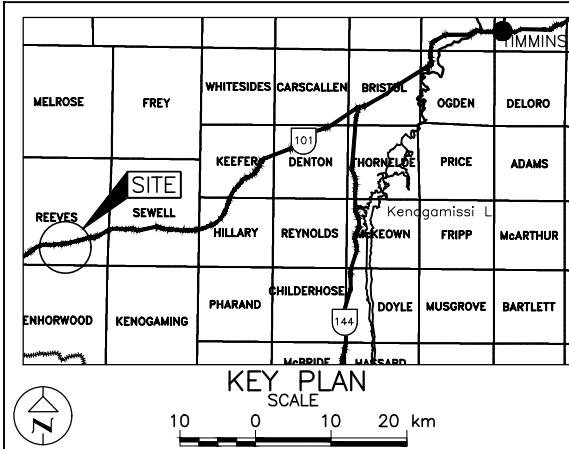 TIMMINS
WHITESIDES CARSCALLEN BRISTOL
MELROSE FREY OGDEN DELORO
101
KEEFER DENTON THORNELOE PRICE ADAMS
SITE
REEVES SEWELL Kenogamissi L
HILLARY REYNOLDS McKEOWN FRIPP McARTHUR
CHILDERHOSE
PHARAND DOYLE MUSGROVE BARTLETT
ENHORWOOD KENOGAMING
144
McBRIDE HASSARD
KEY PLAN
SCALE
N
10 0 10 20 km